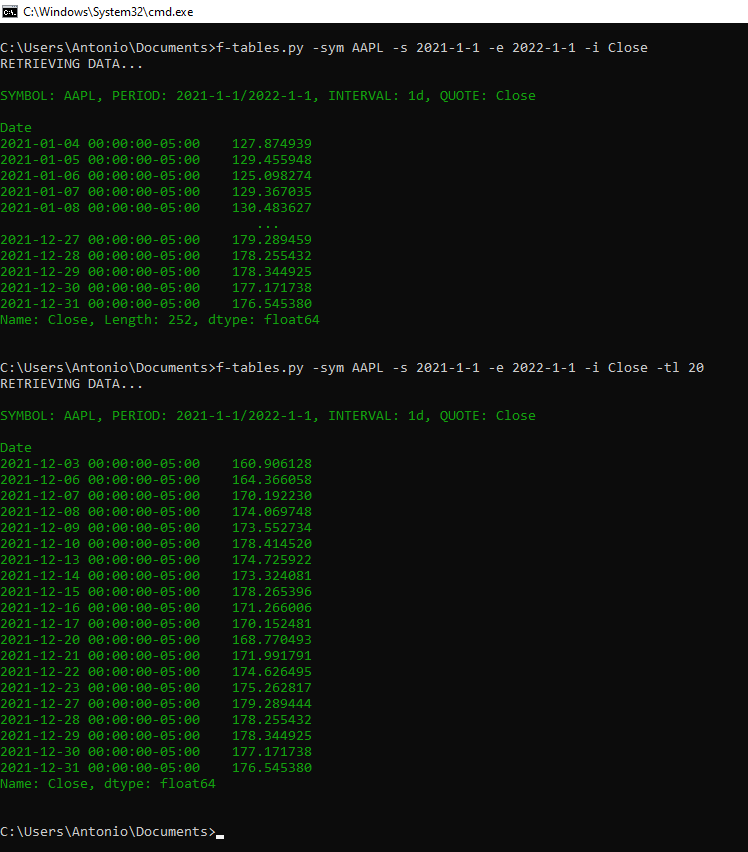 C:\Windows\System32\cmd.exe
C:\Users\Antonio\Documents>f-tables.py -sym AAPL -s 2021-1-1 -e 2022-1-1 -i Close
RETRIEVING DATA...
SYMBOL: AAPL, PERIOD: 2021-1-1/2022-1-1, INTERVAL: 1d, QUOTE: Close
Date
2021-01-04 00:00:00-05:00    127.874939
2021-01-05 00:00:00-05:00    129.455948
2021-01-06 00:00:00-05:00    125.098274
2021-01-07 00:00:00-05:00    129.367035
2021-01-08 00:00:00-05:00    130.483627
...
2021-12-27 00:00:00-05:00    179.289459
2021-12-28 00:00:00-05:00    178.255432
2021-12-29 00:00:00-05:00    178.344925
2021-12-30 00:00:00-05:00    177.171738
2021-12-31 00:00:00-05:00    176.545380
Name: Close, Length: 252, dtype: float64
C:\Users\Antonio\Documents>f-tables.py -sym AAPL -s 2021-1-1 -e 2022-1-1 -i Close -tl 20
RETRIEVING DATA...
SYMBOL: AAPL, PERIOD: 2021-1-1/2022-1-1, INTERVAL: 1d, QUOTE: Close
Date
2021-12-03 00:00:00-05:00    160.906128
2021-12-06 00:00:00-05:00    164.366058
2021-12-07 00:00:00-05:00    170.192230
2021-12-08 00:00:00-05:00    174.069748
2021-12-09 00:00:00-05:00    173.552734
2021-12-10 00:00:00-05:00    178.414520
2021-12-13 00:00:00-05:00    174.725922
2021-12-14 00:00:00-05:00    173.324081
2021-12-15 00:00:00-05:00    178.265396
2021-12-16 00:00:00-05:00    171.266006
2021-12-17 00:00:00-05:00    170.152481
2021-12-20 00:00:00-05:00    168.770493
2021-12-21 00:00:00-05:00    171.991791
2021-12-22 00:00:00-05:00    174.626495
2021-12-23 00:00:00-05:00    175.262817
2021-12-27 00:00:00-05:00    179.289444
2021-12-28 00:00:00-05:00    178.255432
2021-12-29 00:00:00-05:00    178.344925
2021-12-30 00:00:00-05:00    177.171738
2021-12-31 00:00:00-05:00    176.545380
Name: Close, dtype: float64
C:\Users\Antonio\Documents>